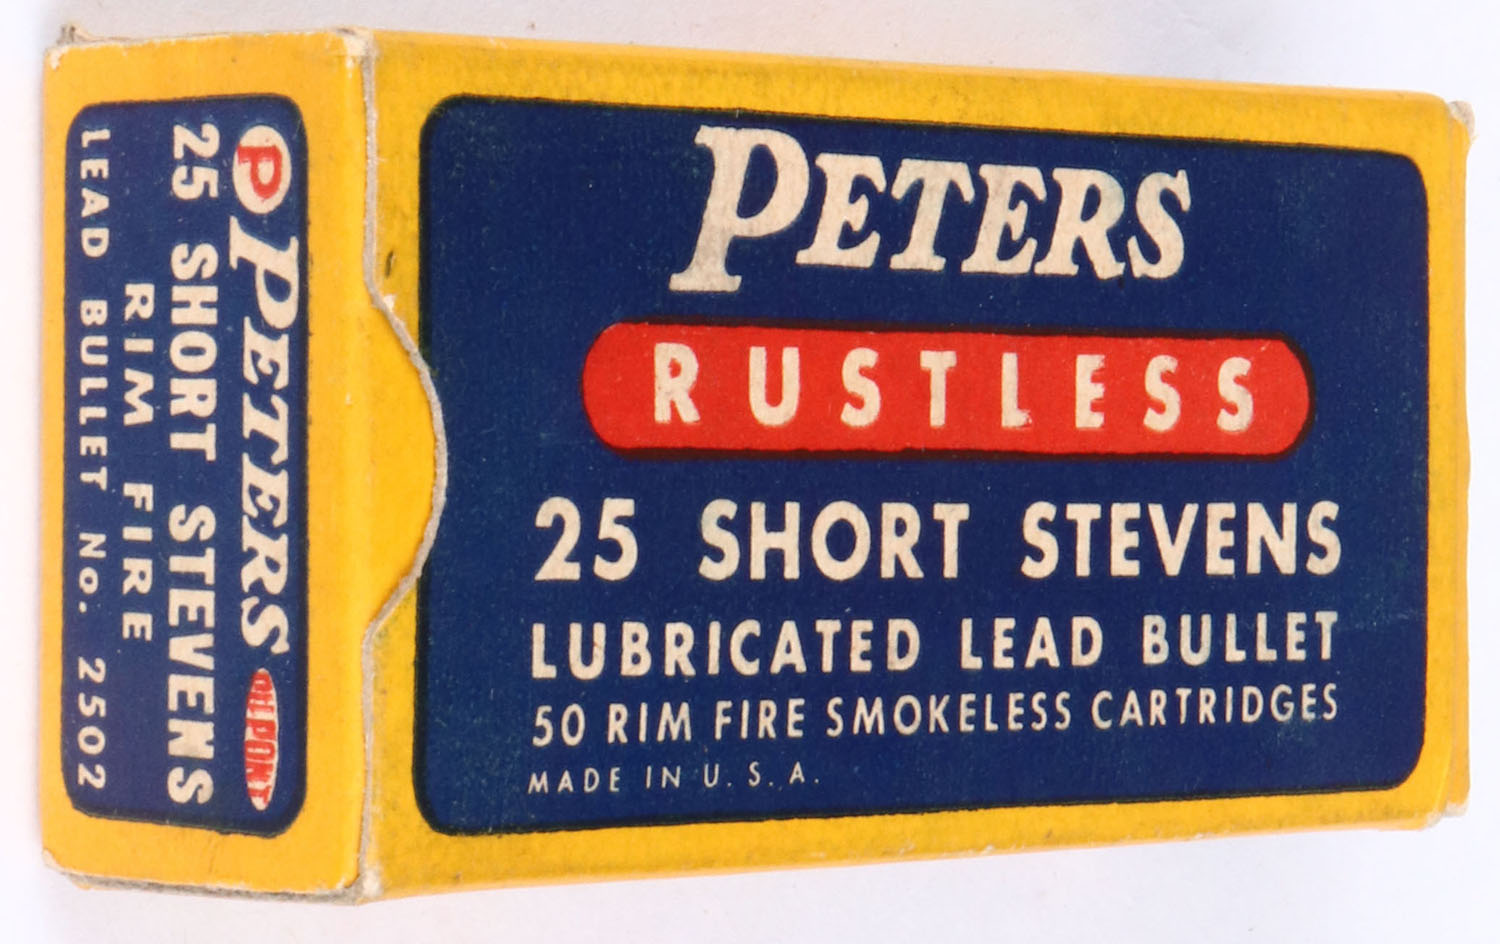 PETERS
RUSTLESS
25 SHORT STEVENS
LUBRICATED LEAD BULLET
50 RIM FIRE SMOKELESS CARTRIDGES
MADE IN U. S. A.
P PETERS DUPONT
25 SHORT STEVENS
RIM FIRE
LEAD BULLET No. 2502